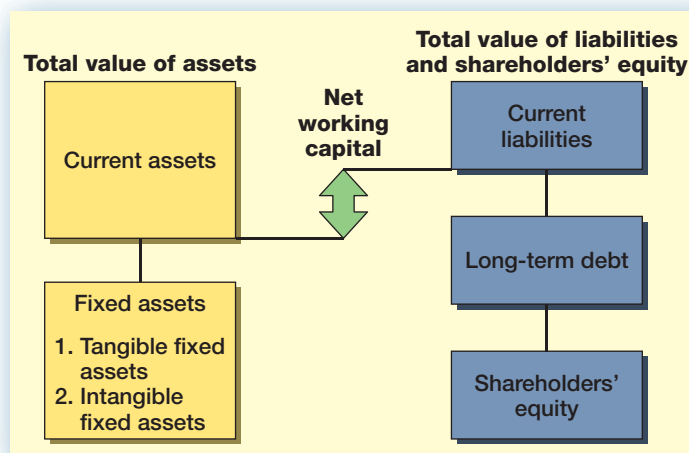 Total value of assets
Current assets
Fixed assets
1. Tangible fixed
assets
2. Intangible
fixed assets
Net
working
capital
Total value of liabilities
and shareholders' equity
Current
liabilities
Long-term debt
Shareholders'
equity